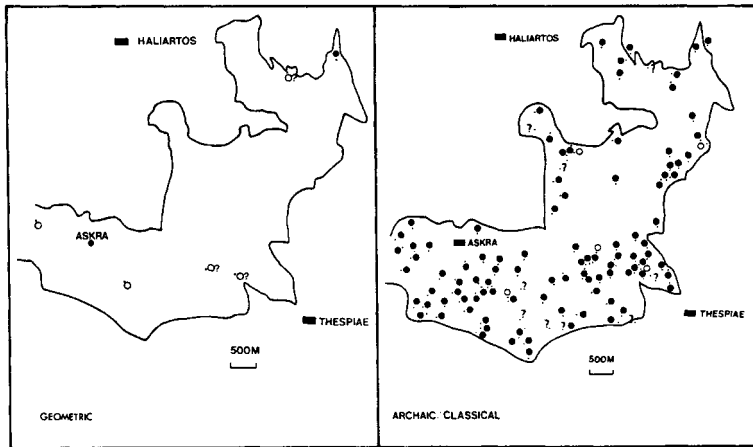 HALIARTOS
?
ASKRA
?
?
THESPIAE
500M
GEOMETRIC
HALIARTOS
?
?
?
ASKRA
?
?
?
?
?
?
THESPIAE
500M
ARCHAIC CLASSICAL